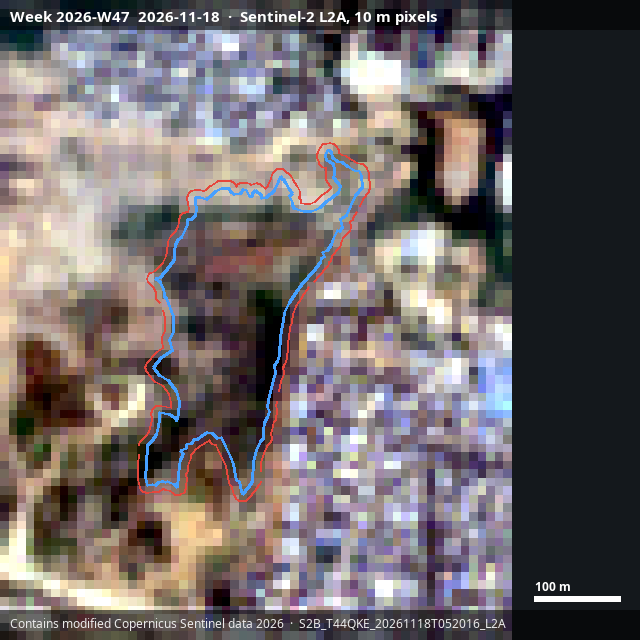 Week 2026-W47  2026-11-18  ·  Sentinel-2 L2A, 10 m pixels
100 m
Contains modified Copernicus Sentinel data 2026  ·  S2B_T44QKE_20261118T052016_L2A